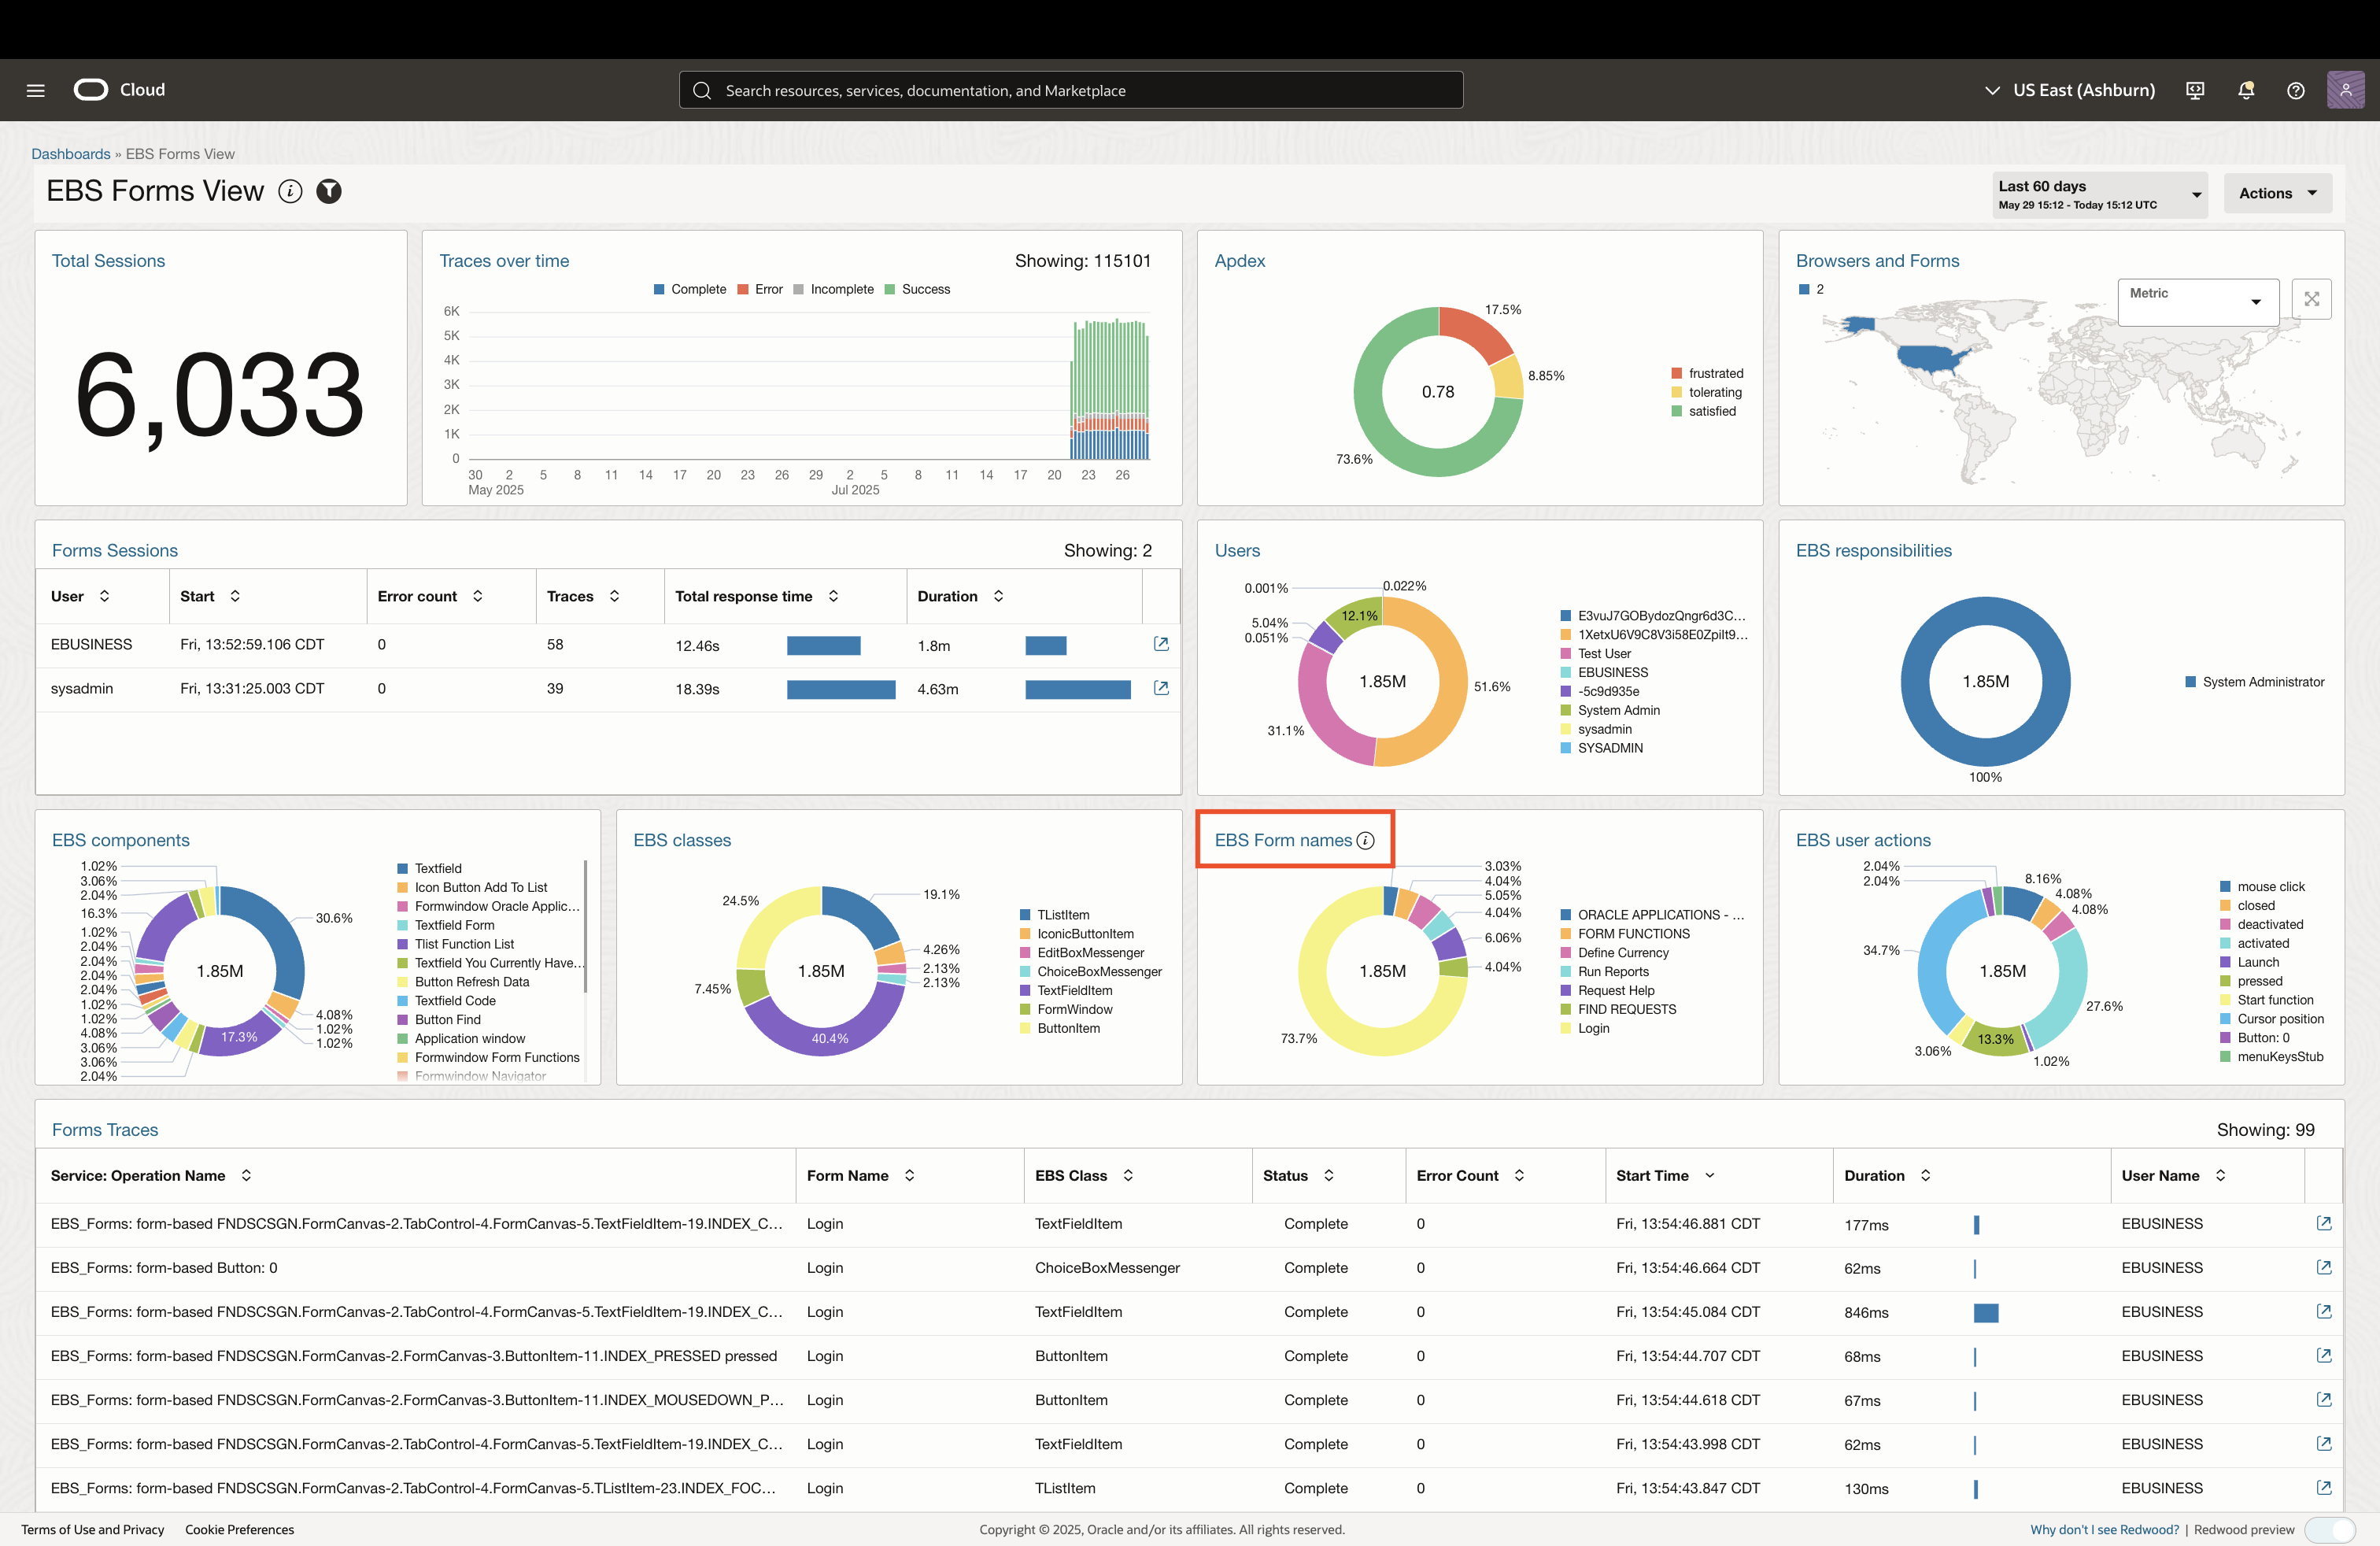 Cloud
Search resources, services, documentation, and Marketplace
US East (Ashburn)
Dashboards » EBS Forms View
EBS Forms View
Last 60 days
May 29 15:12 - Today 15:12 UTC
Actions
Total Sessions
6,033
Traces over time
Showing: 115101
Complete Error Incomplete Success
6K
5K
4K
3K
2K
1K
0
30 2 5 8 11 14 17 20 23 26 29 2 5 8 11 14 17 20 23 26
May 2025 Jul 2025
Apdex
17.5%
8.85%
0.78
73.6%
frustrated
tolerating
satisfied
Browsers and Forms
2
Metric
Forms Sessions
Showing: 2
User Start Error count Traces Total response time Duration
EBUSINESS Fri, 13:52:59.106 CDT 0 58 12.46s 1.8m
sysadmin Fri, 13:31:25.003 CDT 0 39 18.39s 4.63m
Users
0.001%
0.022%
12.1%
5.04%
0.051%
1.85M
51.6%
31.1%
E3vuJ7GOBydozQngr6d3C...
1XetxU6V9C8V3i58E0Zpilt9...
Test User
EBUSINESS
-5c9d935e
System Admin
sysadmin
SYSADMIN
EBS responsibilities
1.85M
100%
System Administrator
EBS components
1.02%
3.06%
2.04%
16.3%
1.02%
2.04%
2.04%
2.04%
1.02%
1.02%
4.08%
3.06%
3.06%
2.04%
30.6%
1.85M
4.08%
1.02%
1.02%
17.3%
Textfield
Icon Button Add To List
Formwindow Oracle Applic...
Textfield Form
Tlist Function List
Textfield You Currently Have...
Button Refresh Data
Textfield Code
Button Find
Application window
Formwindow Form Functions
Formwindow Navigator
EBS classes
24.5%
19.1%
4.26%
2.13%
2.13%
1.85M
7.45%
40.4%
TListItem
IconicButtonItem
EditBoxMessenger
ChoiceBoxMessenger
TextFieldItem
FormWindow
ButtonItem
EBS Form names
3.03%
4.04%
5.05%
4.04%
6.06%
4.04%
1.85M
73.7%
ORACLE APPLICATIONS - ...
FORM FUNCTIONS
Define Currency
Run Reports
Request Help
FIND REQUESTS
Login
EBS user actions
2.04%
2.04%
8.16%
4.08%
4.08%
34.7%
1.85M
27.6%
13.3%
3.06%
1.02%
mouse click
closed
deactivated
activated
Launch
pressed
Start function
Cursor position
Button: 0
menuKeysStub
Forms Traces
Showing: 99
Service: Operation Name Form Name EBS Class Status Error Count Start Time Duration User Name
EBS_Forms: form-based FNDSCSGN.FormCanvas-2.TabControl-4.FormCanvas-5.TextFieldItem-19.INDEX_C... Login TextFieldItem Complete 0 Fri, 13:54:46.881 CDT 177ms EBUSINESS
EBS_Forms: form-based Button: 0 Login ChoiceBoxMessenger Complete 0 Fri, 13:54:46.664 CDT 62ms EBUSINESS
EBS_Forms: form-based FNDSCSGN.FormCanvas-2.TabControl-4.FormCanvas-5.TextFieldItem-19.INDEX_C... Login TextFieldItem Complete 0 Fri, 13:54:45.084 CDT 846ms EBUSINESS
EBS_Forms: form-based FNDSCSGN.FormCanvas-2.FormCanvas-3.ButtonItem-11.INDEX_PRESSED pressed Login ButtonItem Complete 0 Fri, 13:54:44.707 CDT 68ms EBUSINESS
EBS_Forms: form-based FNDSCSGN.FormCanvas-2.FormCanvas-3.ButtonItem-11.INDEX_MOUSEDOWN_P... Login ButtonItem Complete 0 Fri, 13:54:44.618 CDT 67ms EBUSINESS
EBS_Forms: form-based FNDSCSGN.FormCanvas-2.TabControl-4.FormCanvas-5.TextFieldItem-19.INDEX_C... Login TextFieldItem Complete 0 Fri, 13:54:43.998 CDT 62ms EBUSINESS
EBS_Forms: form-based FNDSCSGN.FormCanvas-2.TabControl-4.FormCanvas-5.TListItem-23.INDEX_FOC... Login TListItem Complete 0 Fri, 13:54:43.847 CDT 130ms EBUSINESS
Terms of Use and Privacy Cookie Preferences
Copyright © 2025, Oracle and/or its affiliates. All rights reserved.
Why don't I see Redwood? | Redwood preview